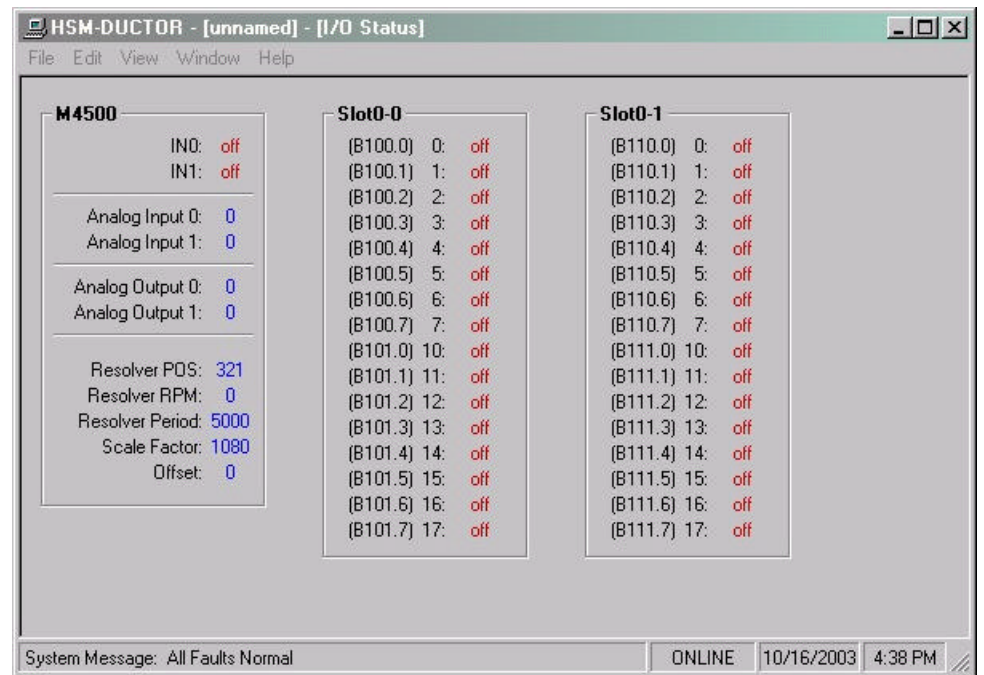 HSM-DUCTOR - [unnamed] - [I/O Status]
File Edit View Window Help
M4500
IN0: off
IN1: off
Analog Input 0: 0
Analog Input 1: 0
Analog Output 0: 0
Analog Output 1: 0
Resolver POS: 321
Resolver RPM: 0
Resolver Period: 5000
Scale Factor: 1080
Offset: 0
Slot0-0
(B100.0) 0: off
(B100.1) 1: off
(B100.2) 2: off
(B100.3) 3: off
(B100.4) 4: off
(B100.5) 5: off
(B100.6) 6: off
(B100.7) 7: off
(B101.0) 10: off
(B101.1) 11: off
(B101.2) 12: off
(B101.3) 13: off
(B101.4) 14: off
(B101.5) 15: off
(B101.6) 16: off
(B101.7) 17: off
Slot0-1
(B110.0) 0: off
(B110.1) 1: off
(B110.2) 2: off
(B110.3) 3: off
(B110.4) 4: off
(B110.5) 5: off
(B110.6) 6: off
(B110.7) 7: off
(B111.0) 10: off
(B111.1) 11: off
(B111.2) 12: off
(B111.3) 13: off
(B111.4) 14: off
(B111.5) 15: off
(B111.6) 16: off
(B111.7) 17: off
System Message: All Faults Normal
ONLINE
10/16/2003
4:38 PM